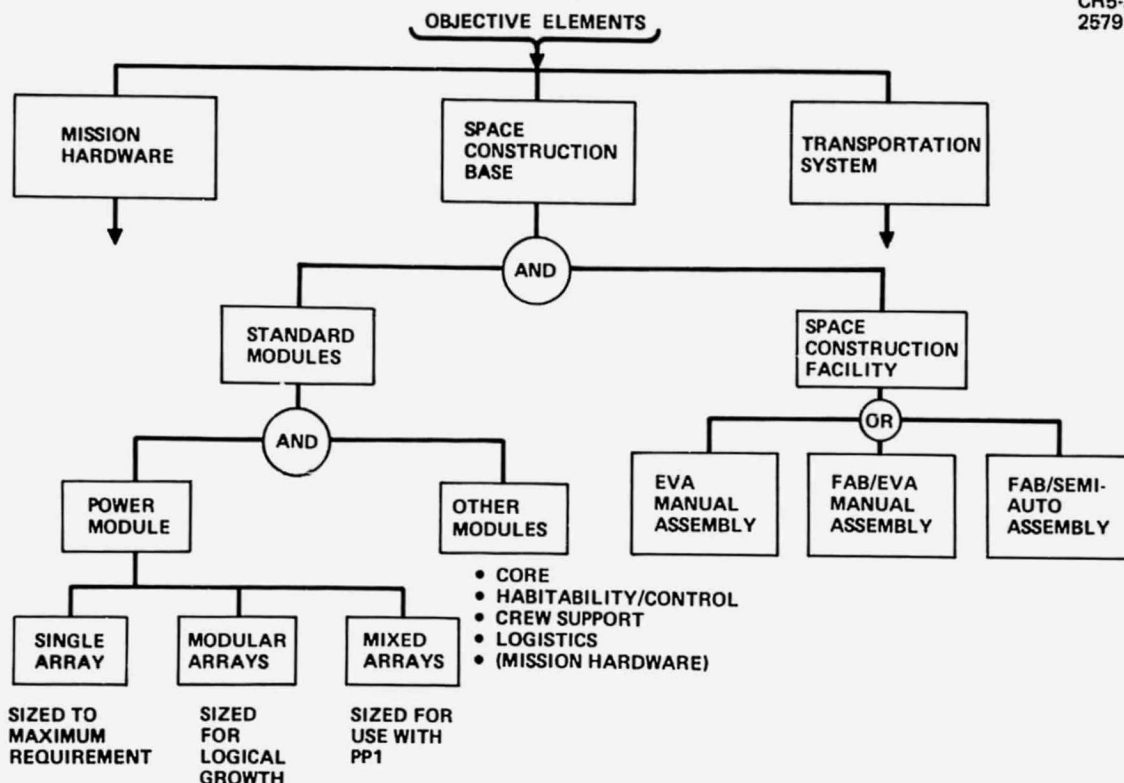 CR5-
2579
OBJECTIVE ELEMENTS
MISSION
HARDWARE
SPACE
CONSTRUCTION
BASE
TRANSPORTATION
SYSTEM
AND
STANDARD
MODULES
SPACE
CONSTRUCTION
FACILITY
AND
OR
POWER
MODULE
OTHER
MODULES
EVA
MANUAL
ASSEMBLY
FAB/EVA
MANUAL
ASSEMBLY
FAB/SEMI-
AUTO
ASSEMBLY
• CORE
• HABITABILITY/CONTROL
• CREW SUPPORT
• LOGISTICS
• (MISSION HARDWARE)
SINGLE
ARRAY
MODULAR
ARRAYS
MIXED
ARRAYS
SIZED TO
MAXIMUM
REQUIREMENT
SIZED
FOR
LOGICAL
GROWTH
SIZED FOR
USE WITH
PP1